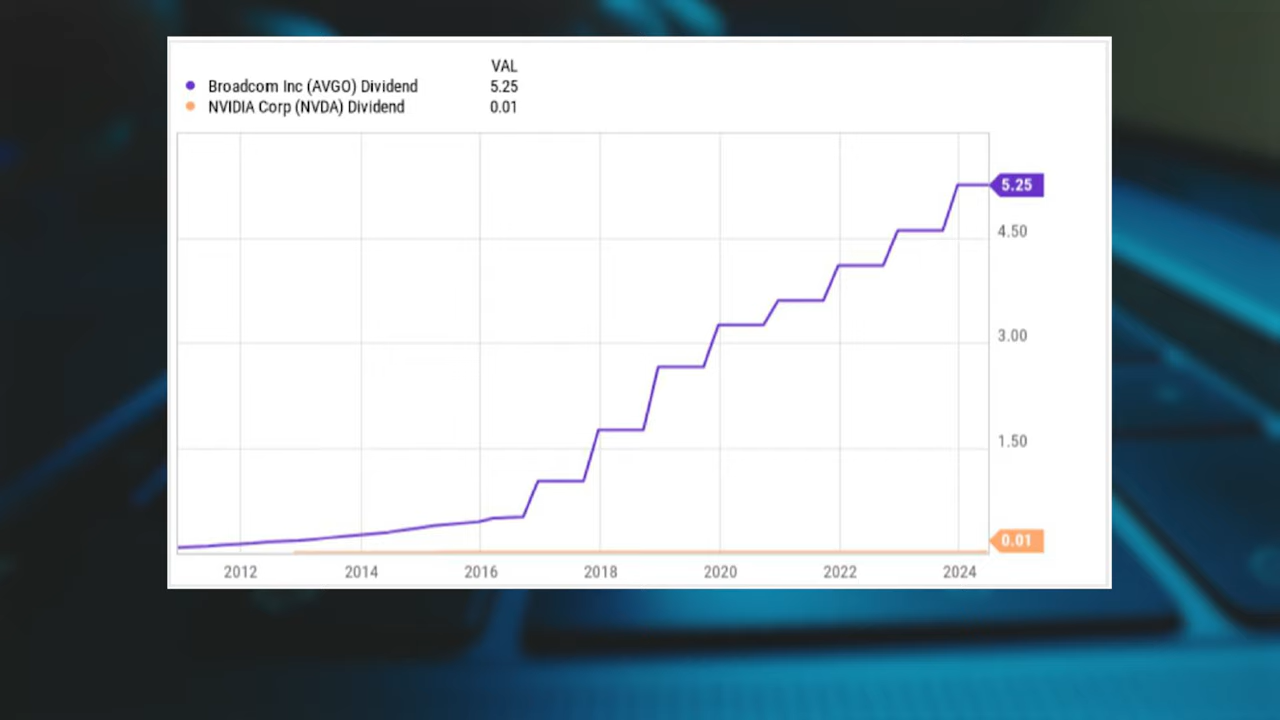 VAL
Broadcom Inc (AVGO) Dividend 5.25
NVIDIA Corp (NVDA) Dividend 0.01
5.25
4.50
3.00
1.50
0.01
2012 2014 2016 2018 2020 2022 2024